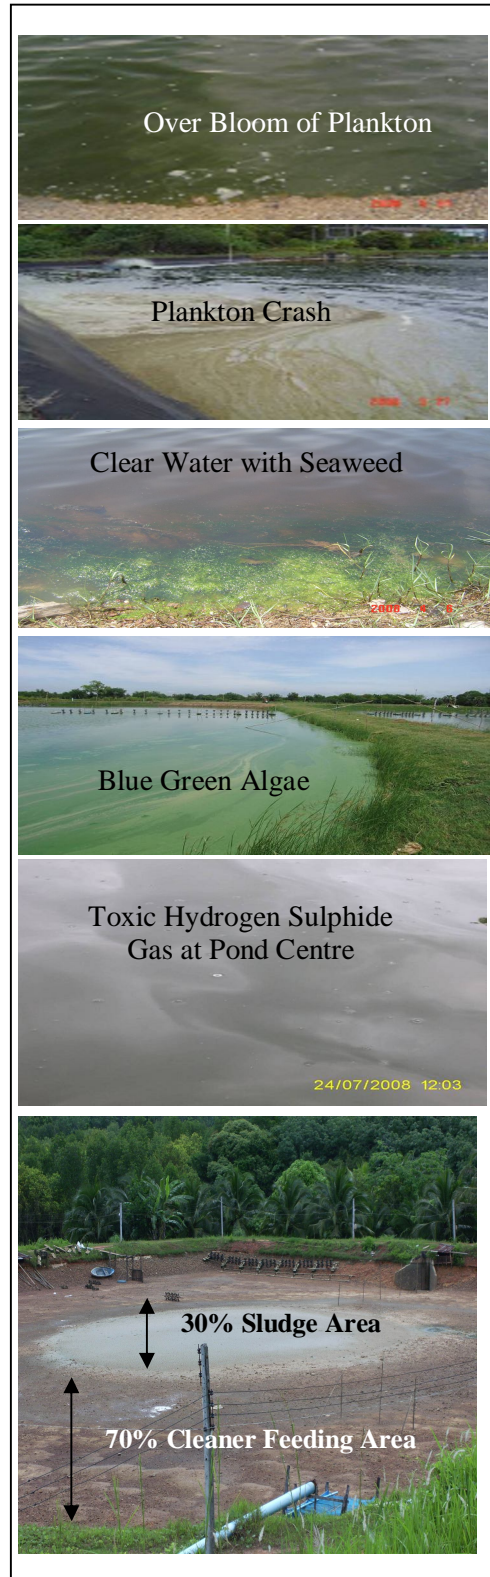 Over Bloom of Plankton
Plankton Crash
Clear Water with Seaweed
2008
Blue Green Algae
Toxic Hydrogen Sulphide
Gas at Pond Centre
24/07/2008 12:03
30% Sludge Area
70% Cleaner Feeding Area